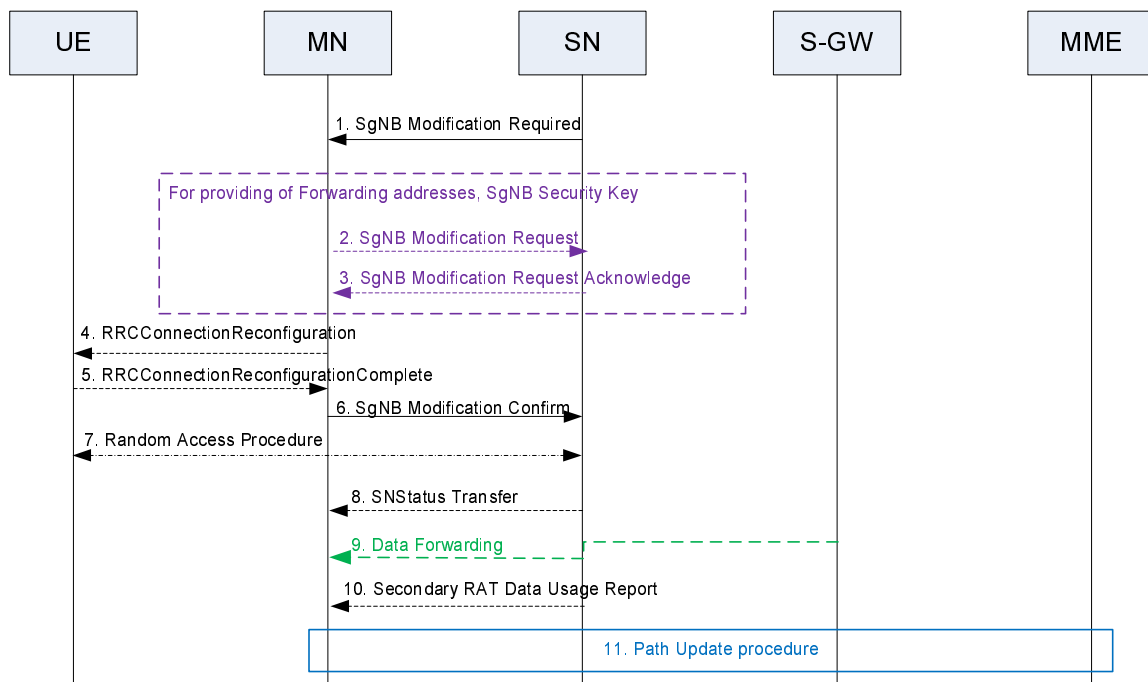 UE
MN
SN
S-GW
MME
1. SgNB Modification Required
For providing of Forwarding addresses, SgNB Security Key
2. SgNB Modification Request
3. SgNB Modification Request Acknowledge
4. RRCConnectionReconfiguration
5. RRCConnectionReconfigurationComplete
6. SgNB Modification Confirm
7. Random Access Procedure
8. SNStatus Transfer
9. Data Forwarding
10. Secondary RAT Data Usage Report
11. Path Update procedure